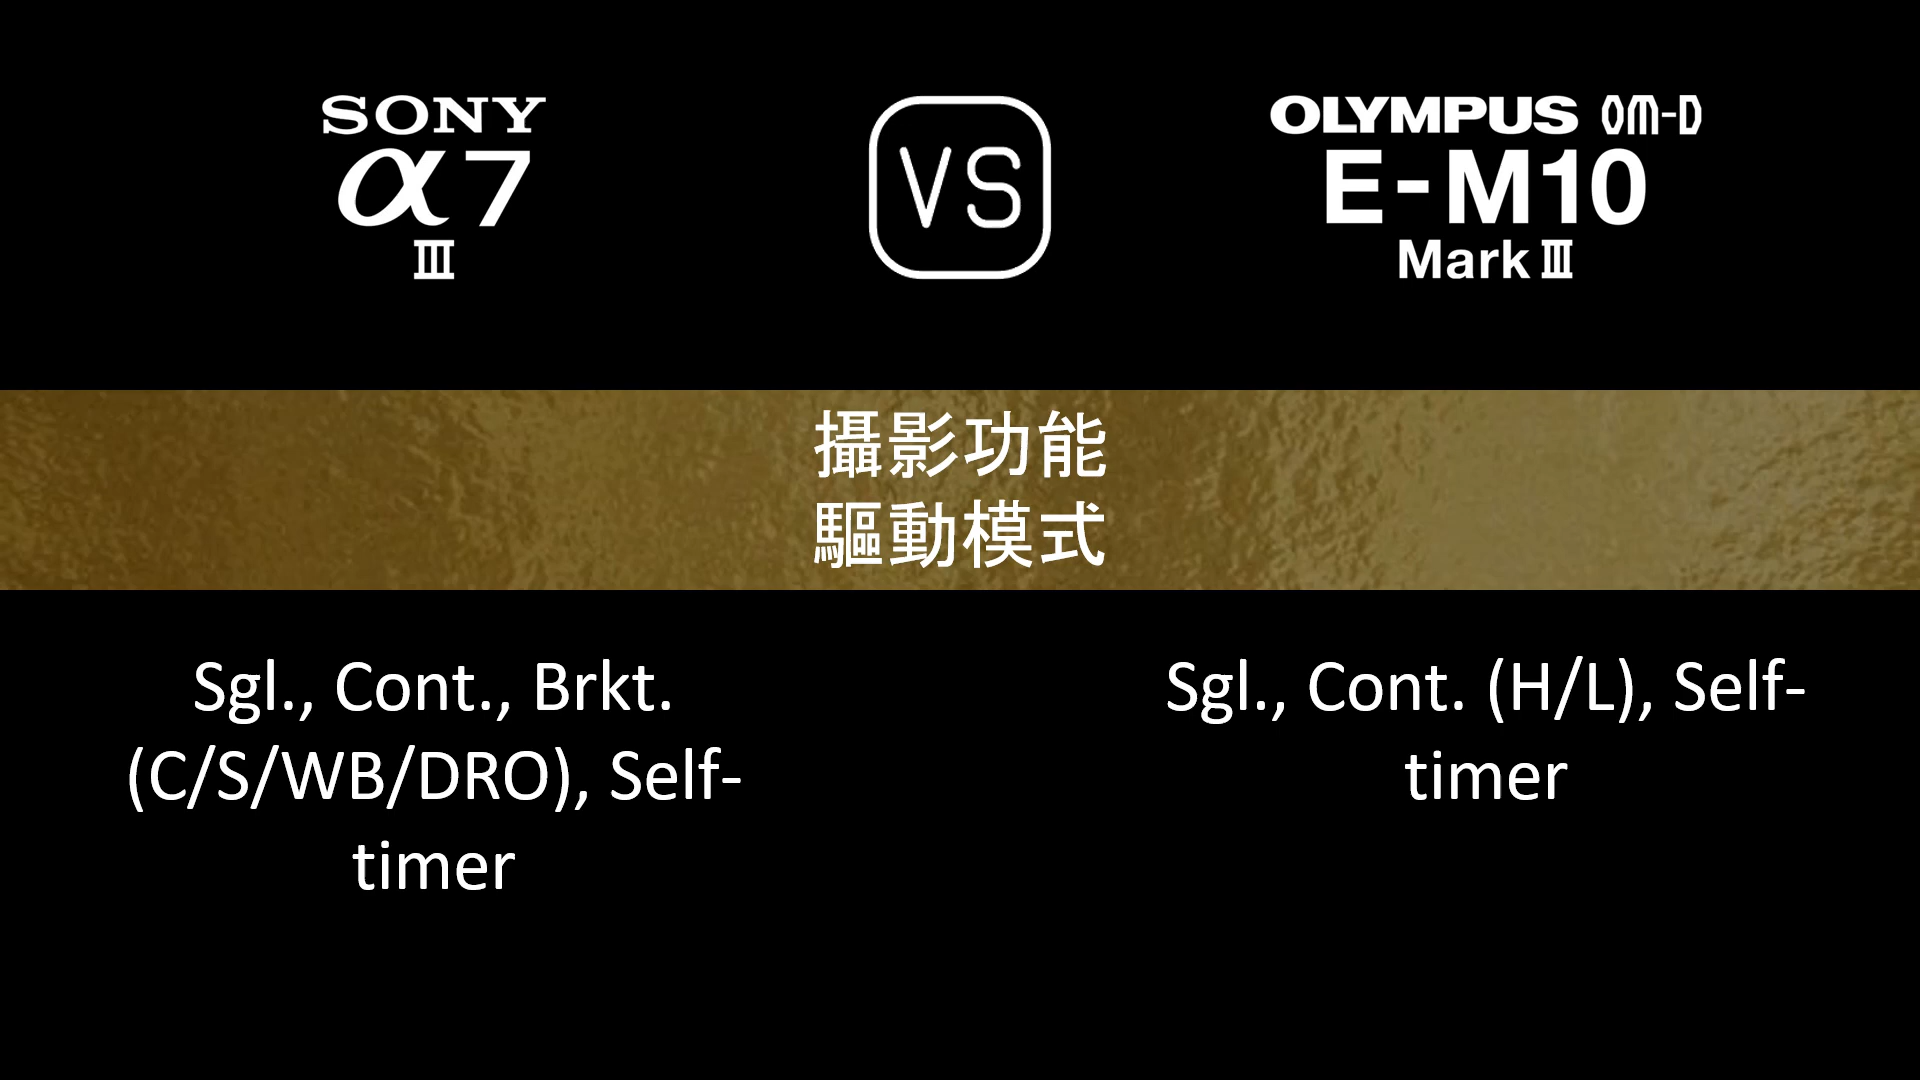 SONY
α7
III
VS
OLYMPUS OM-D
E-M10
Mark III
攝影功能
驅動模式
Sgl., Cont., Brkt.
(C/S/WB/DRO), Self-
timer
Sgl., Cont. (H/L), Self-
timer